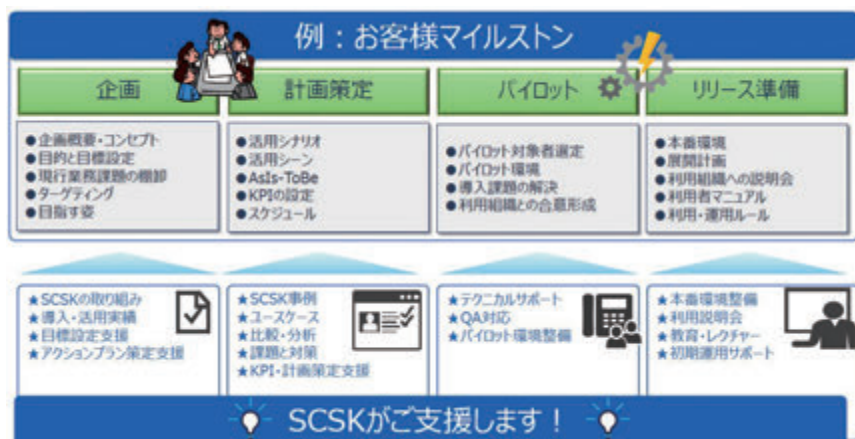 例：お客様マイルストン
企画
●企画概要・コンセプト
●目的と目標設定
●現行業務課題の棚卸
●ターゲティング
●目指す姿
計画策定
●活用シナリオ
●活用シーン
●AsIs-ToBe
●KPIの設定
●スケジュール
パイロット
●パイロット対象者選定
●パイロット環境
●導入課題の解決
●利用組織との合意形成
リリース準備
●本番環境
●展開計画
●利用組織への説明会
●利用者マニュアル
●利用・運用ルール
★SCSKの取り組み
★導入・活用実績
★目標設定支援
★アクションプラン策定支援
★SCSK事例
★ユースケース
★比較・分析
★課題と対策
★KPI・計画策定支援
★テクニカルサポート
★QA対応
★パイロット環境整備
★本番環境整備
★利用説明会
★教育・レクチャー
★初期運用サポート
SCSKがご支援します！